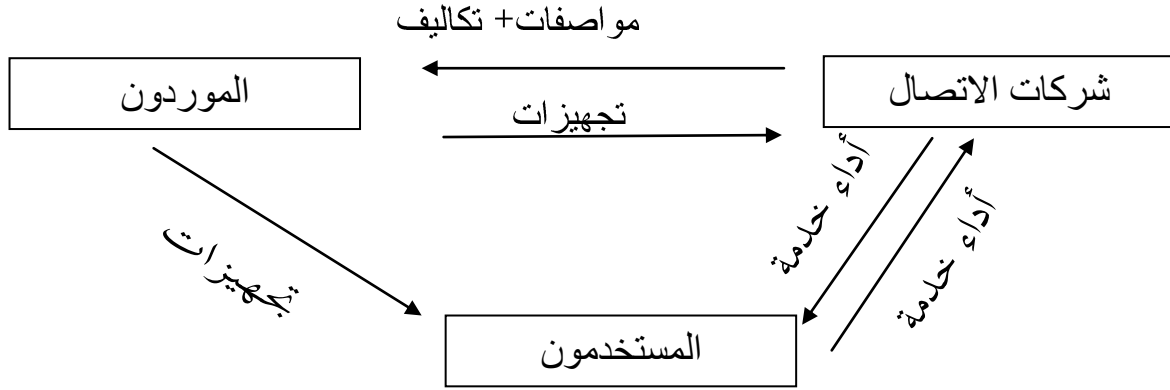 مواصفات+ تكاليف
شركات الاتصال
الموردون
تجهيزات
أداء خدمة
أداء خدمة
تجهيزات
المستخدمون